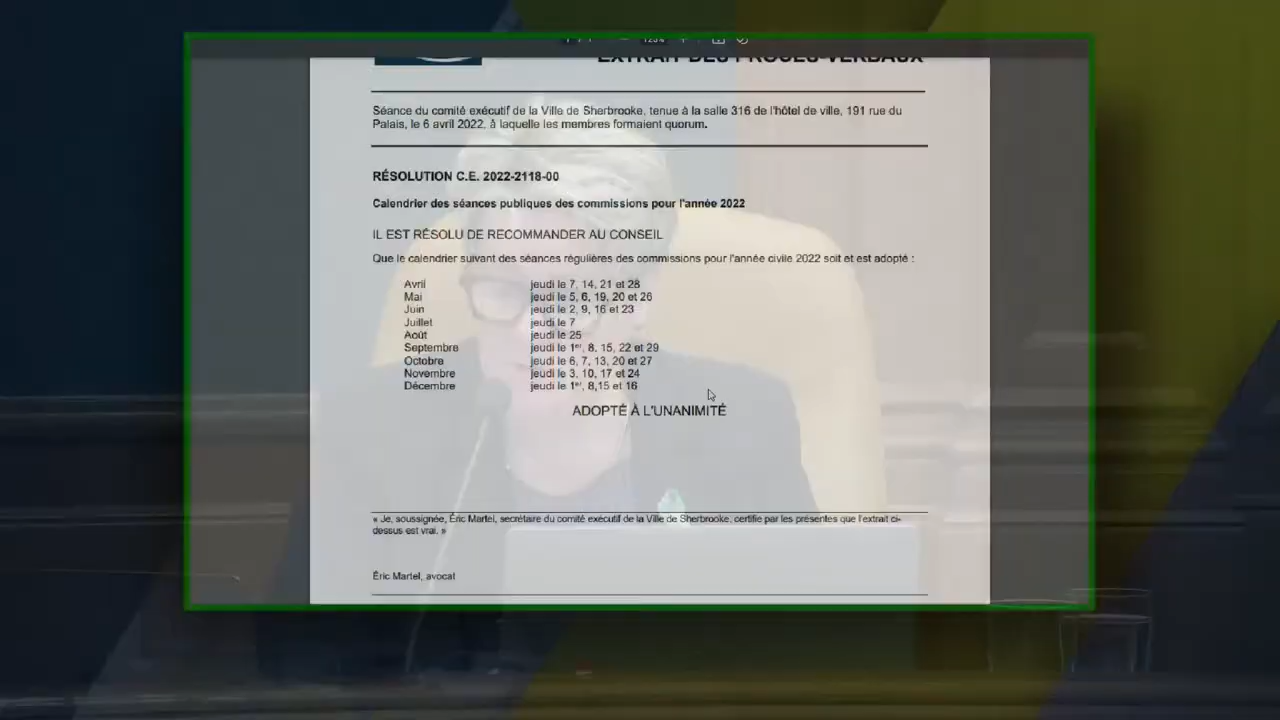 123%
EXTRAIT DES PROCÈS-VERBAUX
Séance du comité exécutif de la Ville de Sherbrooke, tenue à la salle 316 de l'hôtel de ville, 191 rue du
Palais, le 6 avril 2022, à laquelle les membres formaient quorum.
RÉSOLUTION C.E. 2022-2118-00
Calendrier des séances publiques des commissions pour l'année 2022
IL EST RÉSOLU DE RECOMMANDER AU CONSEIL
Que le calendrier suivant des séances régulières des commissions pour l'année civile 2022 soit et est adopté :
Avril jeudi le 7, 14, 21 et 28
Mai jeudi le 5, 6, 19, 20 et 26
Juin jeudi le 2, 9, 16 et 23
Juillet jeudi le 7
Août jeudi le 25
Septembre jeudi le 1er, 8, 15, 22 et 29
Octobre jeudi le 6, 7, 13, 20 et 27
Novembre jeudi le 3, 10, 17 et 24
Décembre jeudi le 1er, 8,15 et 16
ADOPTÉ À L'UNANIMITÉ
« Je, soussignée, Éric Martel, secrétaire du comité exécutif de la Ville de Sherbrooke, certifie par les présentes que l'extrait ci-
dessus est vrai. »
Éric Martel, avocat